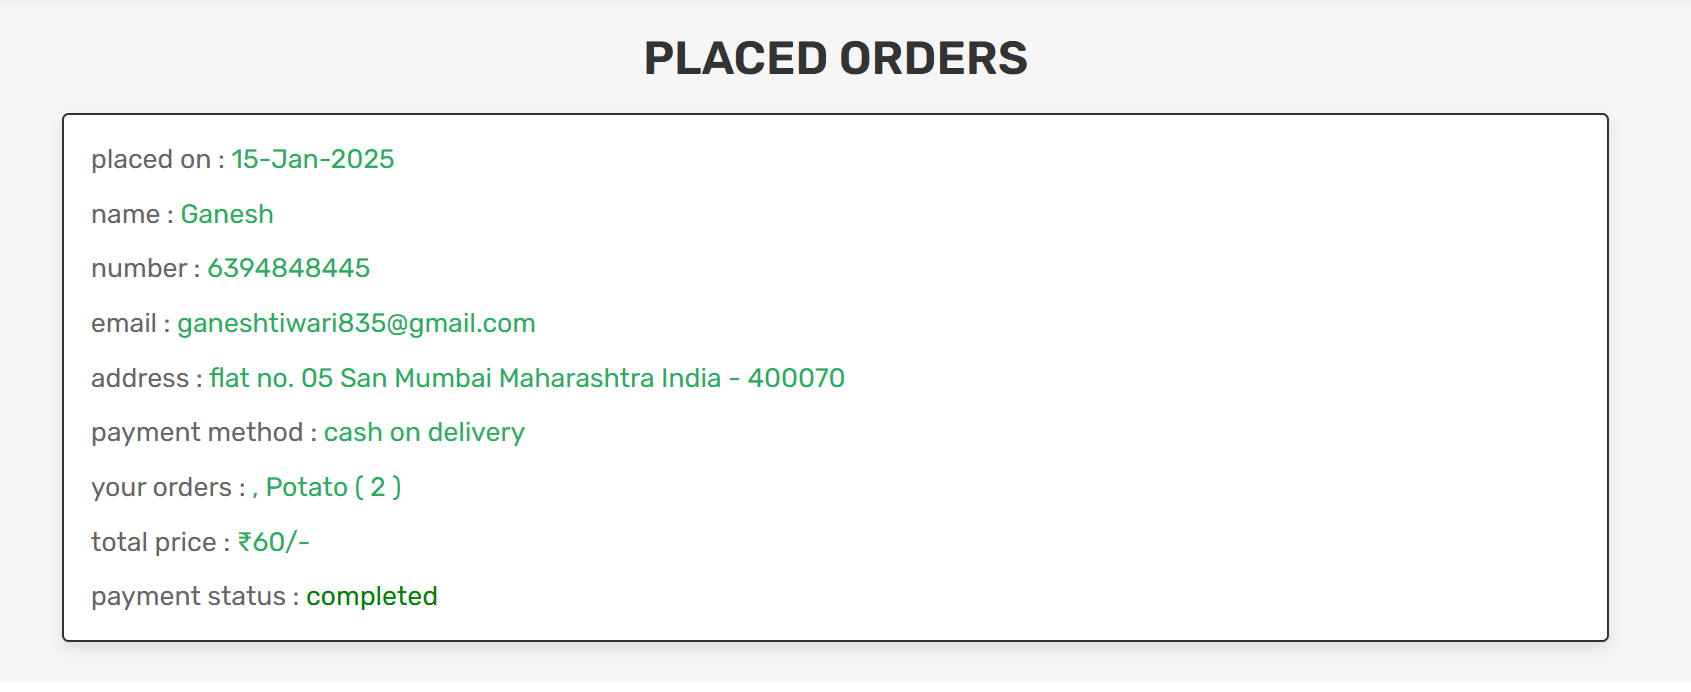 PLACED ORDERS
placed on : 15-Jan-2025
name : Ganesh
number : 6394848445
email : ganeshtiwari835@gmail.com
address : flat no. 05 San Mumbai Maharashtra India - 400070
payment method : cash on delivery
your orders : , Potato ( 2 )
total price : ₹60/-
payment status : completed